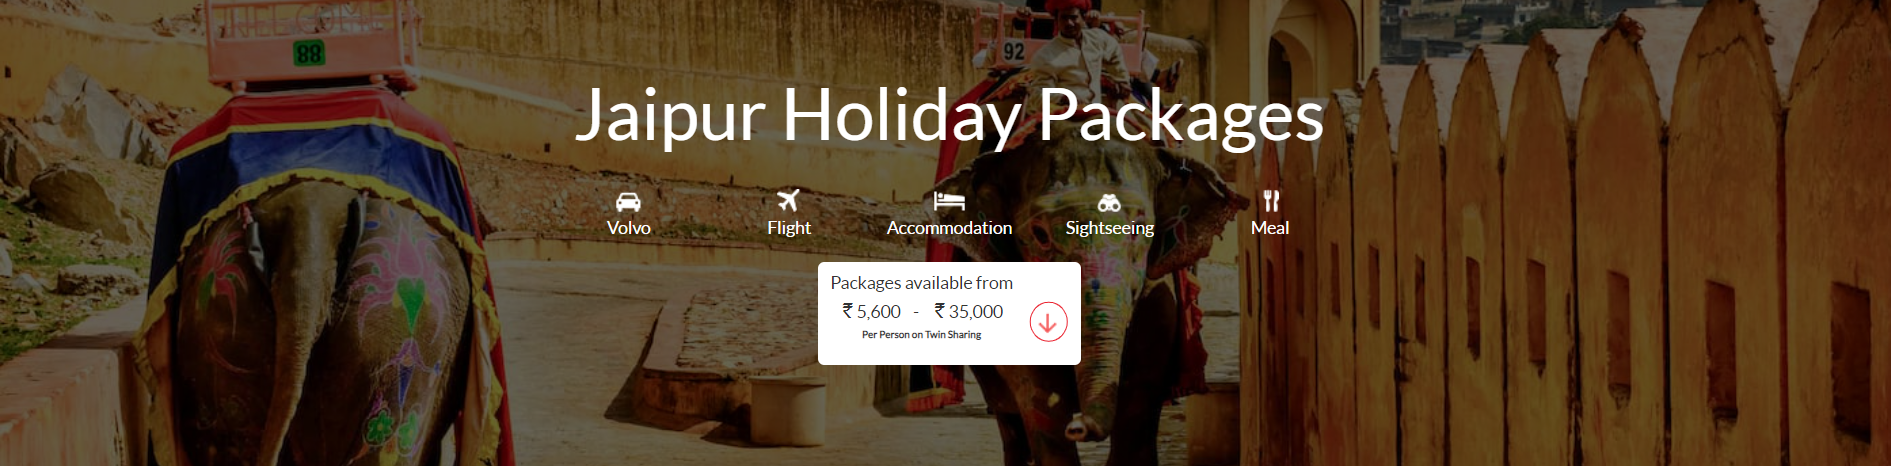 88
92
Jaipur Holiday Packages
Volvo Flight Accommodation Sightseeing Meal
Packages available from
₹ 5,600 - ₹ 35,000
Per Person on Twin Sharing